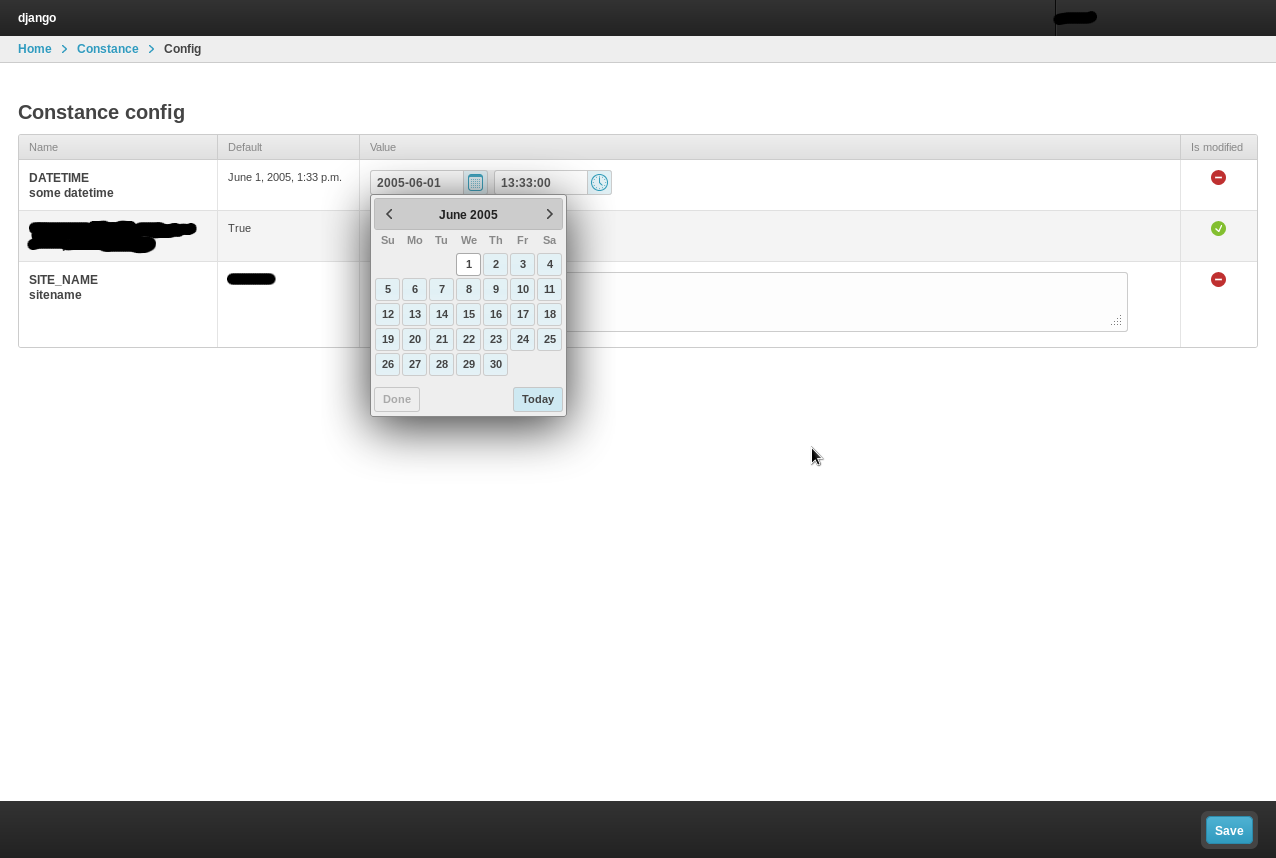 django
Home > Constance > Config
Constance config
Name Default Value Is modified
DATETIME
some datetime
June 1, 2005, 1:33 p.m.
2005-06-01 13:33:00
June 2005
Su Mo Tu We Th Fr Sa
1 2 3 4
5 6 7 8 9 10 11
12 13 14 15 16 17 18
19 20 21 22 23 24 25
26 27 28 29 30
Done Today
True
SITE_NAME
sitename
Save